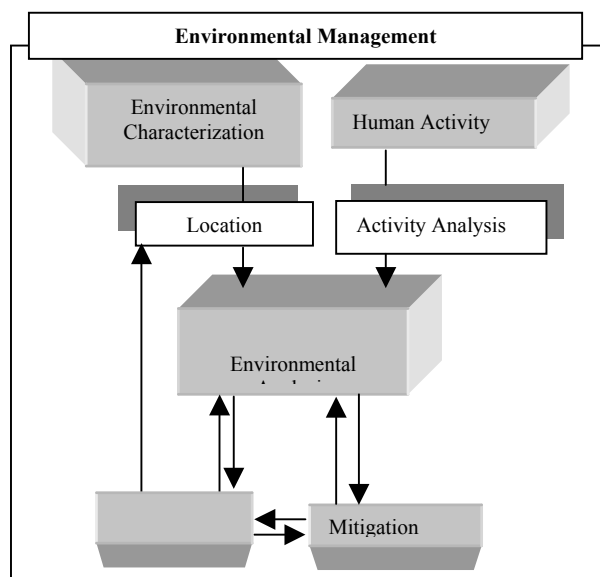 Environmental Management
Environmental
Characterization
Human Activity
Location
Activity Analysis
Environmental
Mitigation